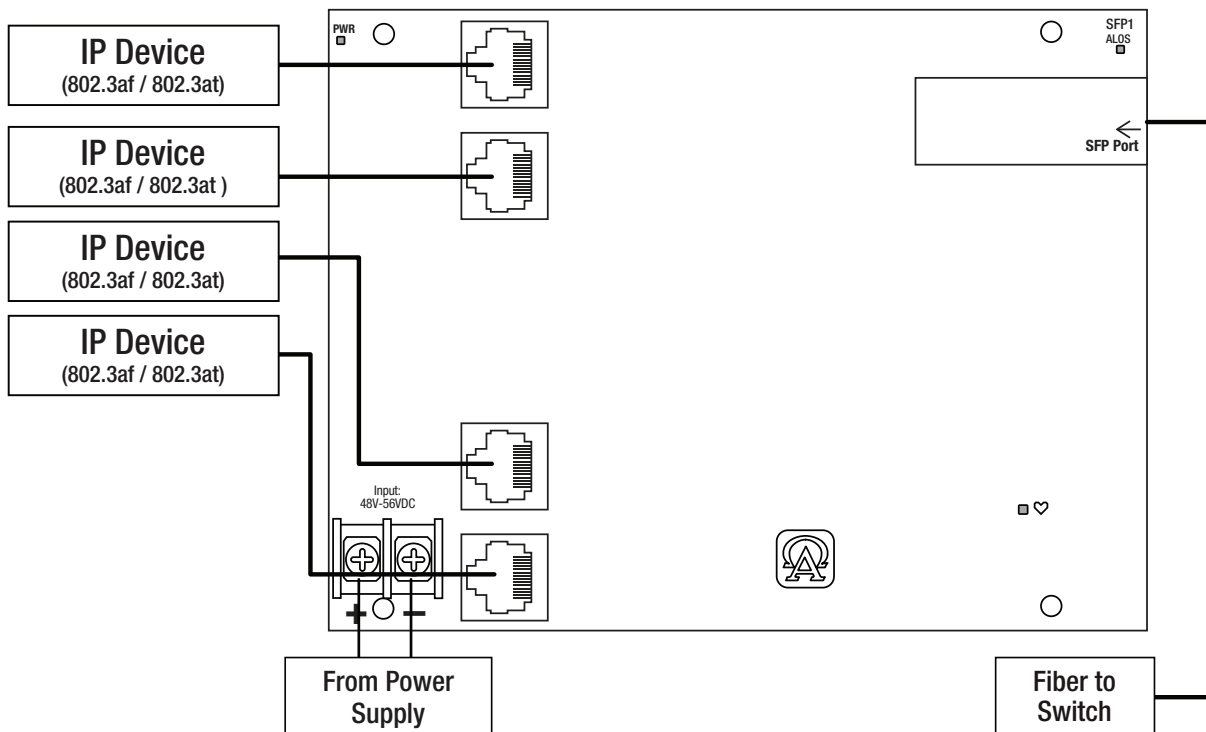 IP Device
(802.3af / 802.3at)
IP Device
(802.3af / 802.3at )
IP Device
(802.3af / 802.3at)
IP Device
(802.3af / 802.3at)
PWR
SFP1
ALOS
SFP Port
Input:
48V-56VDC
+ −
From Power
Supply
Fiber to
Switch